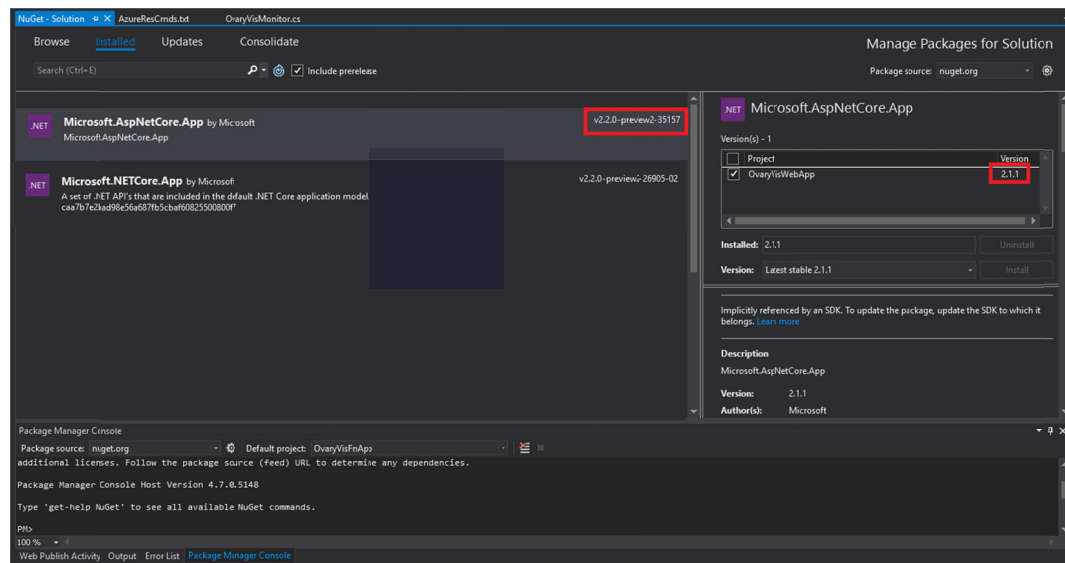 NuGet - Solution AzureResCmds.txt OvaryVisMonitor.cs
Browse Installed Updates Consolidate
Manage Packages for Solution
Search (Ctrl+E)
Include prerelease
Package source: nuget.org
.NET
Microsoft.AspNetCore.App by Microsoft
v2.2.0-preview2-35157
Microsoft.AspNetCore.App
.NET
Microsoft.NETCore.App by Microsoft
v2.2.0-preview2-26905-02
A set of .NET API's that are included in the default .NET Core application model.
caa7b7e2bad98e56a687fb5cbaf60825500800f7
.NET
Microsoft.AspNetCore.App
Version(s) - 1
Project Version
OvaryVisWebApp 2.1.1
Installed: 2.1.1 Uninstall
Version: Latest stable 2.1.1 Install
Implicitly referenced by an SDK. To update the package, update the SDK to which it
belongs. Learn more
Description
Microsoft.AspNetCore.App
Version: 2.1.1
Author(s): Microsoft
Package Manager Console
Package source: nuget.org Default project: OvaryVisFnApp
additional licenses. Follow the package source (feed) URL to determine any dependencies.
Package Manager Console Host Version 4.7.0.5148
Type 'get-help NuGet' to see all available NuGet commands.
PM>
100 %
Web Publish Activity Output Error List Package Manager Console